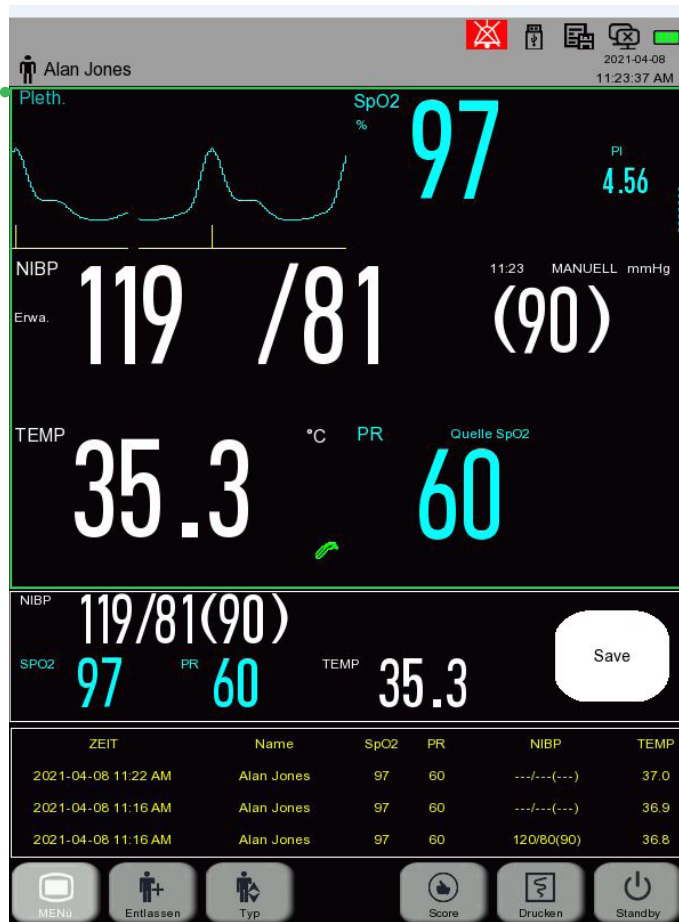 2021-04-08
Alan Jones
11:23:37 AM
Pleth.
SpO2
%
97
PI
4.56
NIBP
11:23 MANUELL mmHg
Erwa.
119 /81 (90)
TEMP
°C
PR
Quelle SpO2
35.3
60
NIBP
119/81(90)
SPO2 97 PR 60 TEMP 35.3
Save
ZEIT Name SpO2 PR NIBP TEMP
2021-04-08 11:22 AM Alan Jones 97 60 ---/---(---) 37.0
2021-04-08 11:16 AM Alan Jones 97 60 ---/---(---) 36.9
2021-04-08 11:16 AM Alan Jones 97 60 120/80(90) 36.8
MENü Entlassen Typ Score Drucken Standby